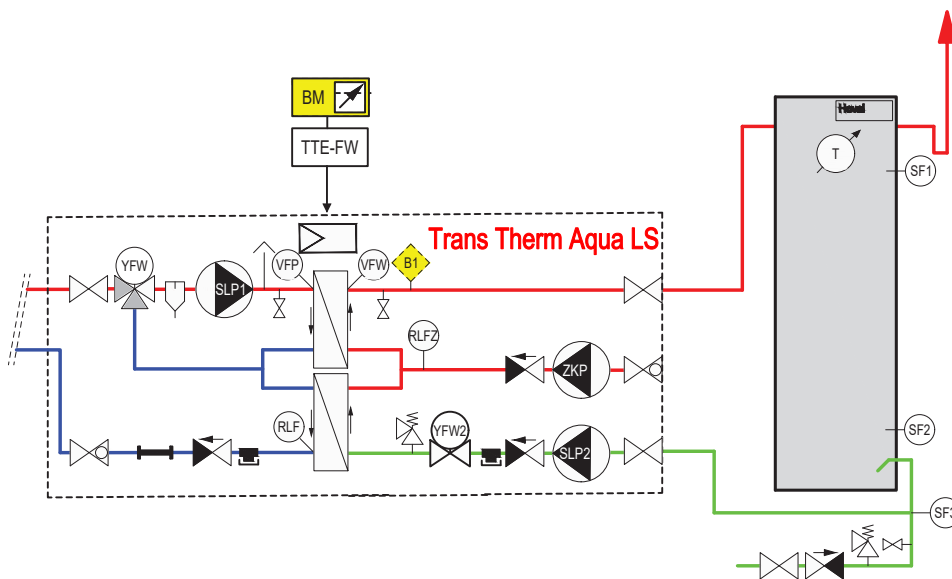 BM
Hoval
TTE-FW
T
SF1
Trans Therm Aqua LS
YFW
SLP1
VFP
VFW
B1
RLFZ
ZKP
RLF
YFW2
SLP2
SF2
SF3